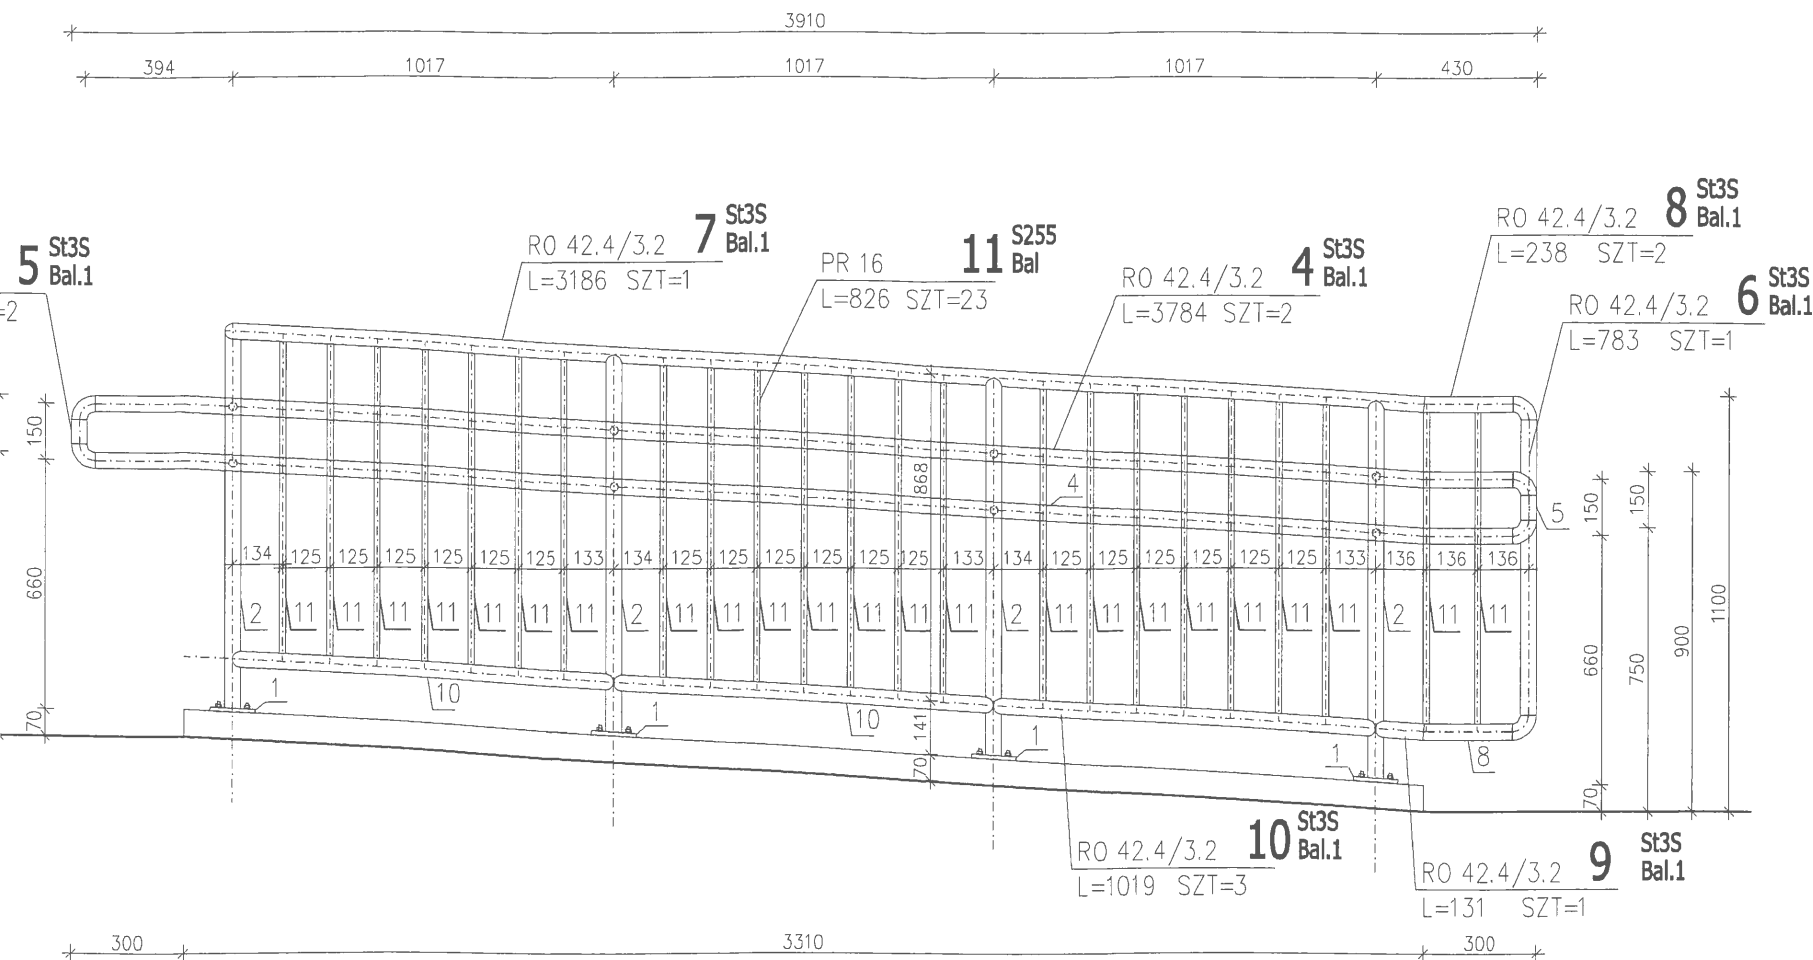 3910
394 1017 1017 1017 430
5 St3S
Bal.1
=2
RO 42.4/3.2 7 St3S
Bal.1
L=3186 SZT=1
PR 16 11 S255
Bal
L=826 SZT=23
RO 42.4/3.2 4 St3S
Bal.1
L=3784 SZT=2
RO 42.4/3.2 8 St3S
Bal.1
L=238 SZT=2
RO 42.4/3.2 6 St3S
Bal.1
L=783 SZT=1
150
660
70
868
4
141
70
5
150
660
70
150
750
900
1100
134 125 125 125 125 125 125 133 134 125 125 125 125 125 125 133 134 125 125 125 125 125 125 133 136 136 136
2 11 11 11 11 11 11 11 2 11 11 11 11 11 11 11 2 11 11 11 11 11 11 11 2 11 11
1 10 1 10 1 1 8
RO 42.4/3.2 10 St3S
Bal.1
L=1019 SZT=3
RO 42.4/3.2 9 St3S
Bal.1
L=131 SZT=1
300 3310 300